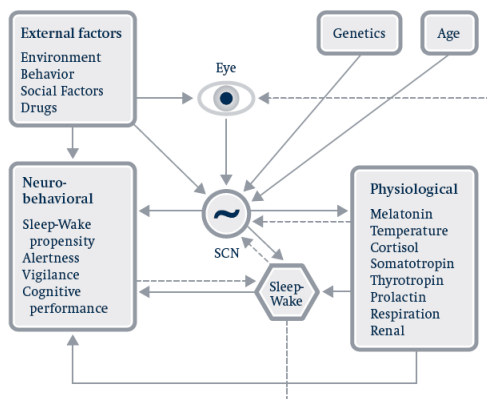 External factors
Environment
Behavior
Social Factors
Drugs
Eye
Genetics
Age
Neuro-
behavioral
Sleep-Wake
propensity
Alertness
Vigilance
Cognitive
performance
SCN
Sleep-
Wake
Physiological
Melatonin
Temperature
Cortisol
Somatotropin
Thyrotropin
Prolactin
Respiration
Renal